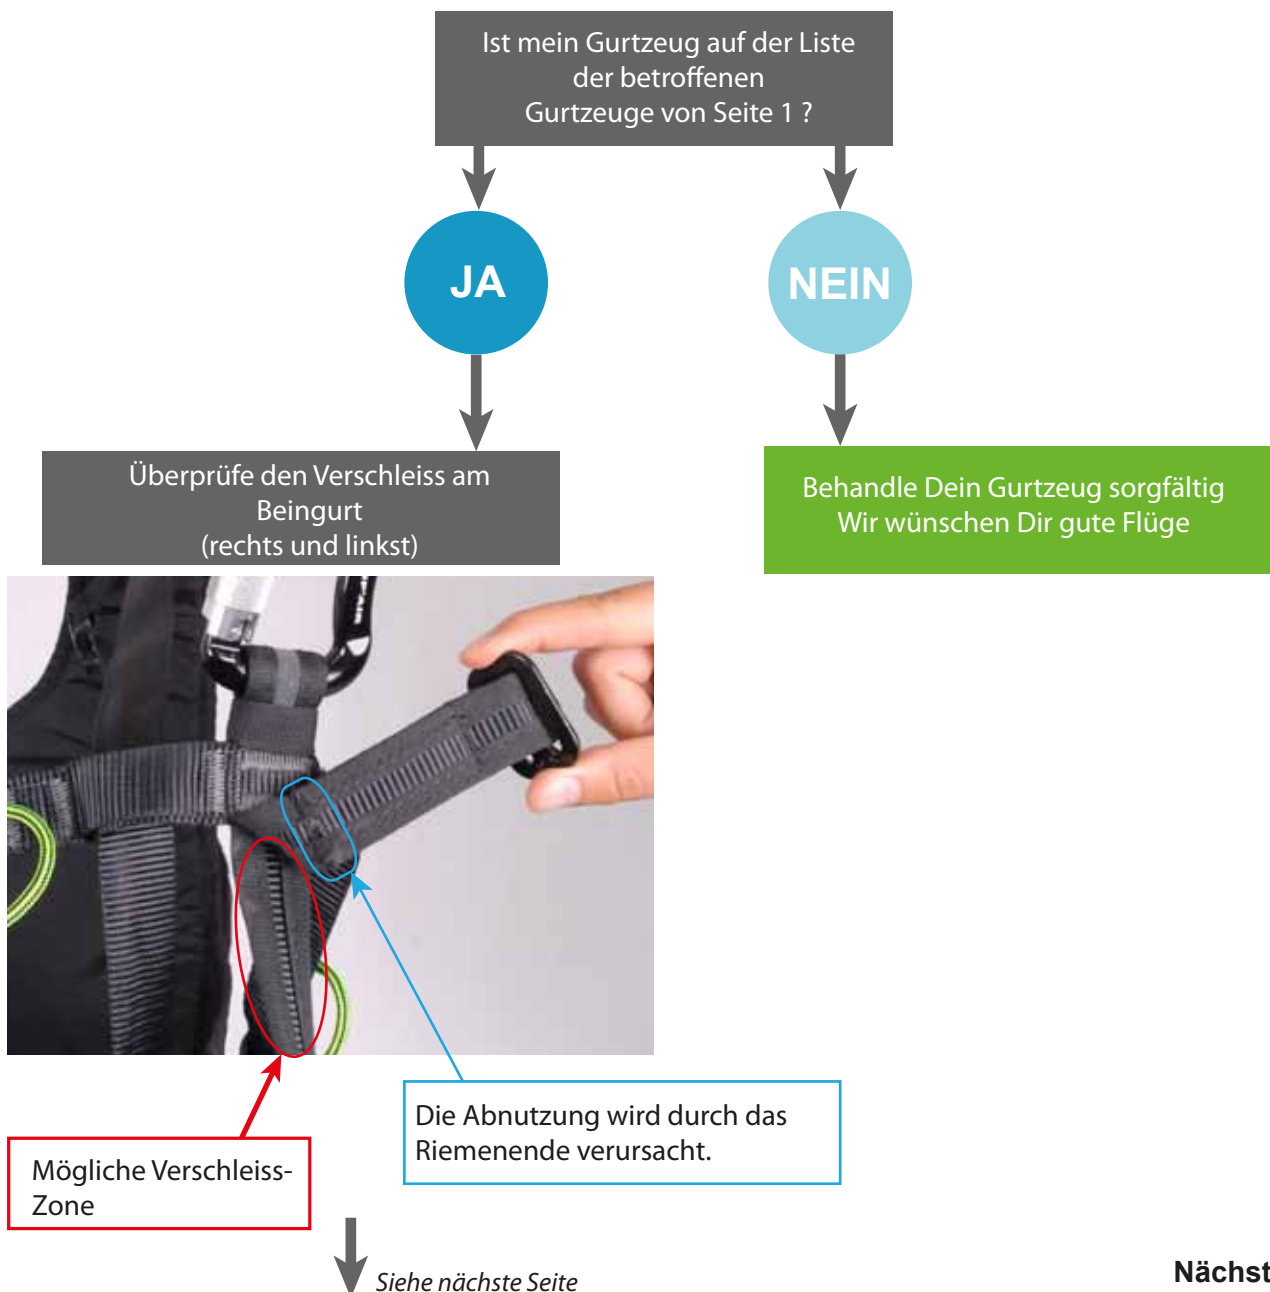 Ist mein Gurtzeug auf der Liste
der betroffenen
Gurtzeuge von Seite 1 ?
JA
NEIN
Überprüfe den Verschleiss am
Beingurt
(rechts und linkst)
Behandle Dein Gurtzeug sorgfältig
Wir wünschen Dir gute Flüge
Die Abnutzung wird durch das
Riemenende verursacht.
Mögliche Verschleiss-
Zone
Siehe nächste Seite
Nächst